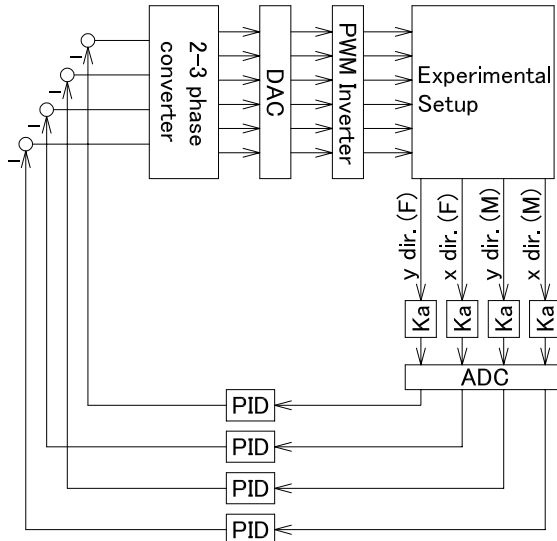 2-3 phase
converter
DAC
PWM Inverter
Experimental
Setup
y dir. (F)
x dir. (F)
y dir. (M)
x dir. (M)
Ka
Ka
Ka
Ka
ADC
PID
PID
PID
PID
−
−
−
−